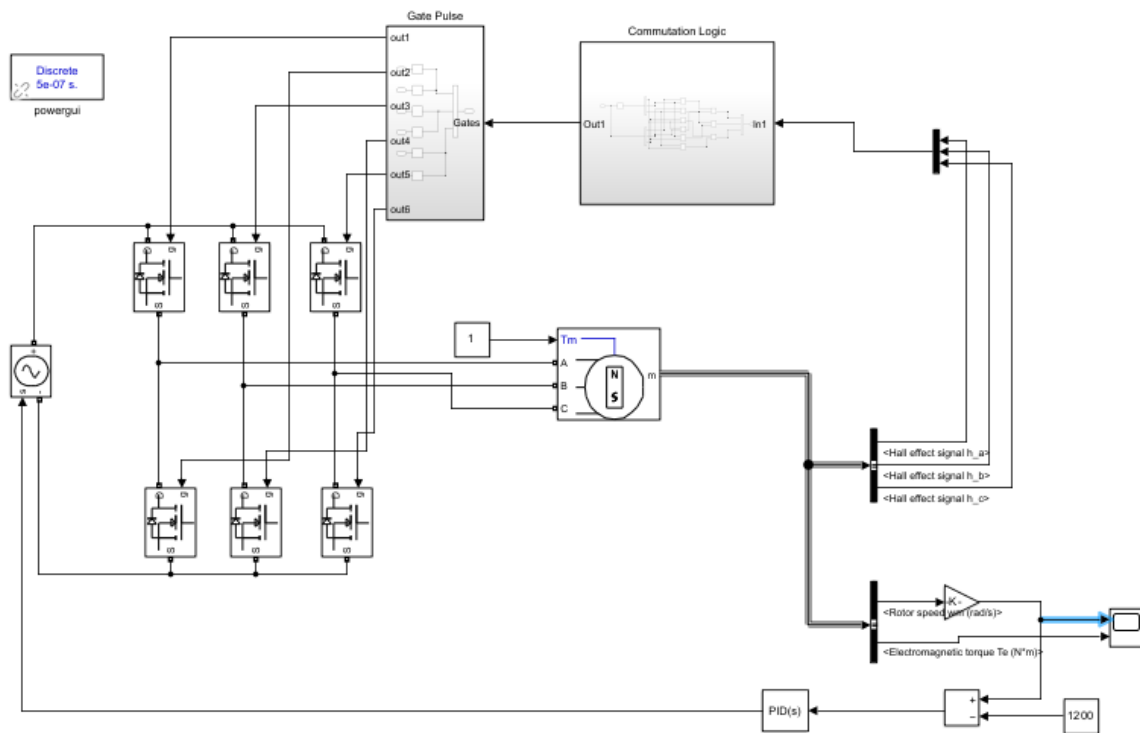 Gate Pulse
Commutation Logic
Discrete
5e-07 s.
powergui
out1
out2
out3
out4
out5
out6
Gates
Out1
In1
g
g
g
S
S
S
1
Tm
A
B
C
N
S
m
+
-
s
<Hall effect signal h_a>
<Hall effect signal h_b>
<Hall effect signal h_c>
g
g
g
S
S
S
-K-
<Rotor speed wm (rad/s)>
<Electromagnetic torque Te (N*m)>
PID(s)
+
−
1200